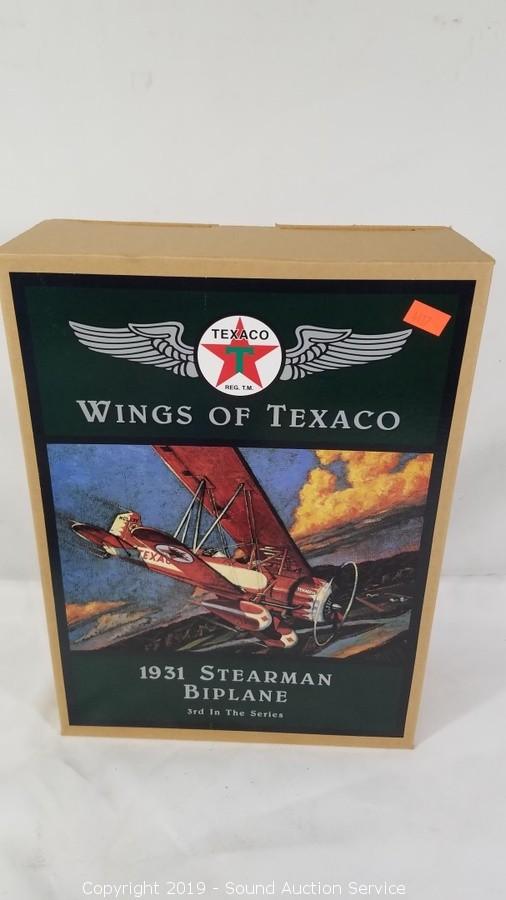 TEXACO
T
REG. T.M.
WINGS OF TEXACO
TEXACO
1931 STEARMAN
BIPLANE
3rd In The Series
Copyright 2019 - Sound Auction Service